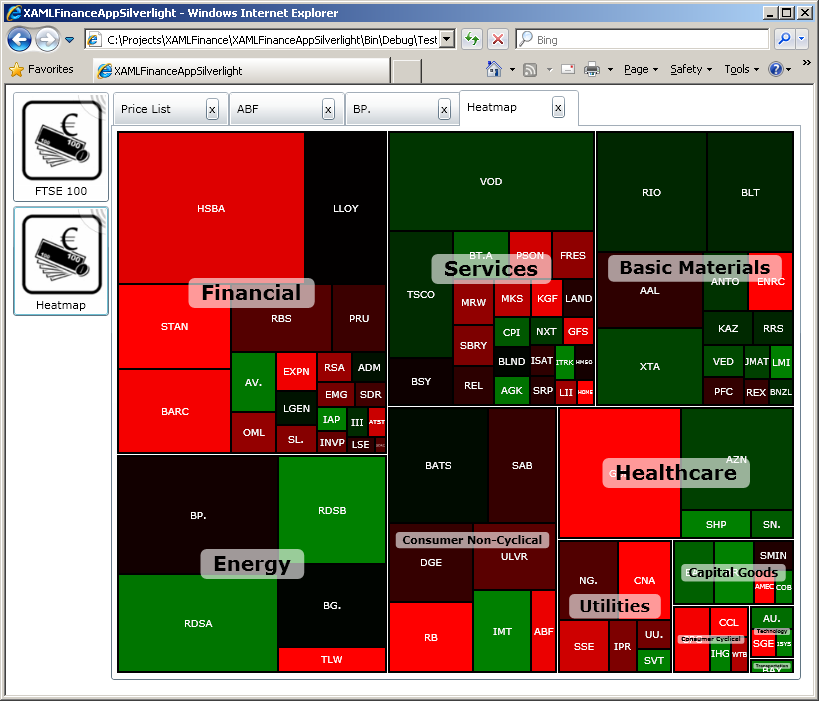 XAMLFinanceAppSilverlight - Windows Internet Explorer
C:\Projects\XAMLFinance\XAMLFinanceAppSilverlight\Bin\Debug\Test
Bing
Favorites
XAMLFinanceAppSilverlight
Page
Safety
Tools
FTSE 100
Heatmap
Price List x
ABF x
BP. x
Heatmap x
Financial
HSBA
LLOY
STAN
RBS
PRU
BARC
AV.
EXPN
RSA
ADM
LGEN
EMG
SDR
OML
SL.
IAP
III
ATST
INVP
LSE
Services
VOD
TSCO
BT.A
PSON
FRES
MRW
MKS
KGF
LAND
SBRY
CPI
NXT
GFS
BSY
REL
BLND
ISAT
ITRK
HMSO
AGK
SRP
LII
HOME
Basic Materials
RIO
BLT
AAL
ANTO
ENRC
KAZ
RRS
XTA
VED
JMAT
LMI
PFC
REX
BNZL
Energy
BP.
RDSB
RDSA
BG.
TLW
Consumer Non-Cyclical
BATS
SAB
DGE
ULVR
RB
IMT
ABF
Healthcare
AZN
SHP
SN.
Utilities
NG.
CNA
SSE
IPR
UU.
SVT
Capital Goods
SMIN
AMEC
COB
Consumer Cyclical
CCL
IHG
WTB
Technology
AU.
SGE
ISYS
BAY